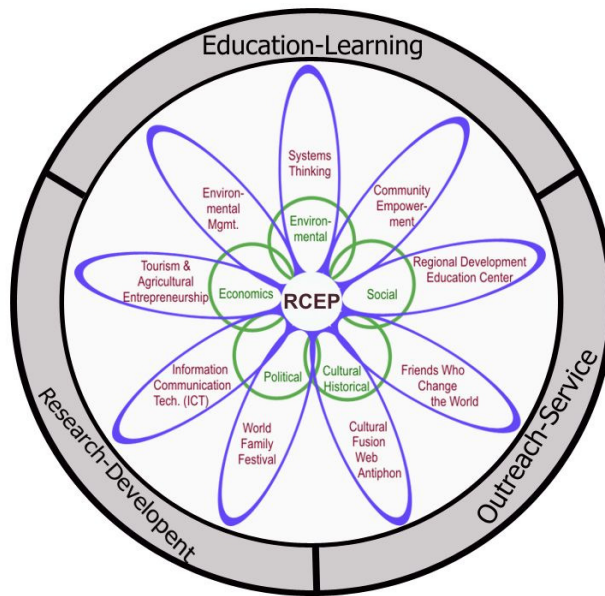 Education-Learning
Systems
Thinking
Community
Empower-
ment
Environ-
mental
Mgmt.
Environ-
mental
Regional Development
Education Center
Tourism &
Agricultural
Entrepreneurship
Economics
RCEP
Social
Information
Communication
Tech. (ICT)
Political
Cultural
Historical
Friends Who
Change
the World
World
Family
Festival
Cultural
Fusion
Web
Antiphon
Research-Developent
Outreach-Service